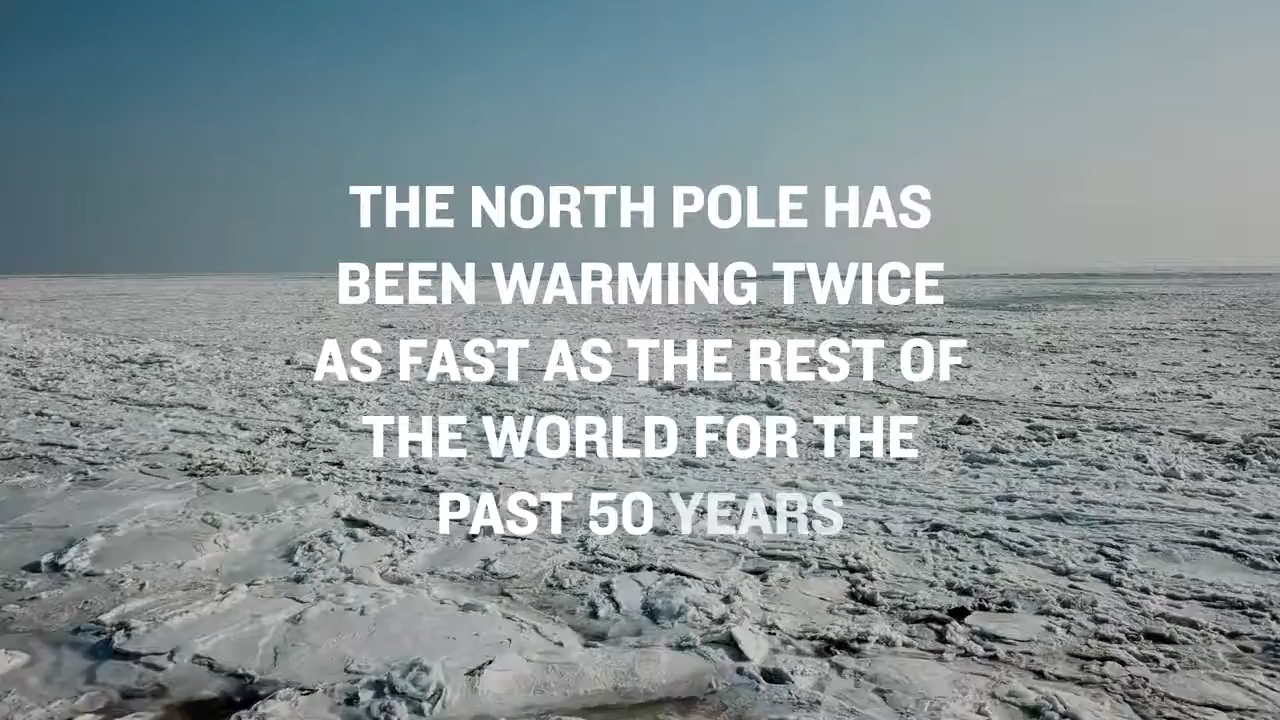 THE NORTH POLE HAS
BEEN WARMING TWICE
AS FAST AS THE REST OF
THE WORLD FOR THE
PAST 50 YEARS